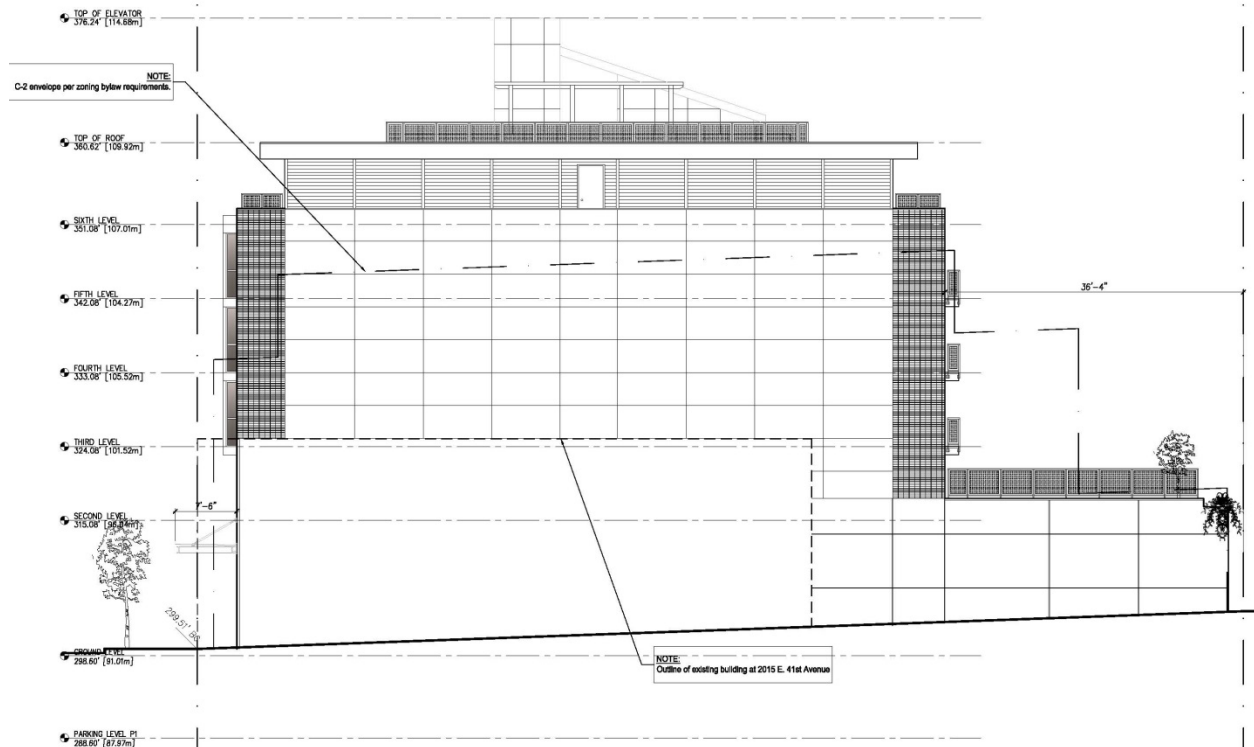 TOP OF ELEVATOR
376.24' [114.68m]
NOTE:
C-2 envelope per zoning bylaw requirements.
TOP OF ROOF
360.62' [109.92m]
SIXTH LEVEL
351.08' [107.01m]
FIFTH LEVEL
342.08' [104.27m]
36'-4"
FOURTH LEVEL
333.08' [105.52m]
THIRD LEVEL
324.08' [101.52m]
SECOND LEVEL
315.08'
7'-6"
299.51'
GROUND LEVEL
298.60' [91.01m]
NOTE:
Outline of existing building at 2015 E. 41st Avenue
PARKING LEVEL P1
288.60' [87.97m]